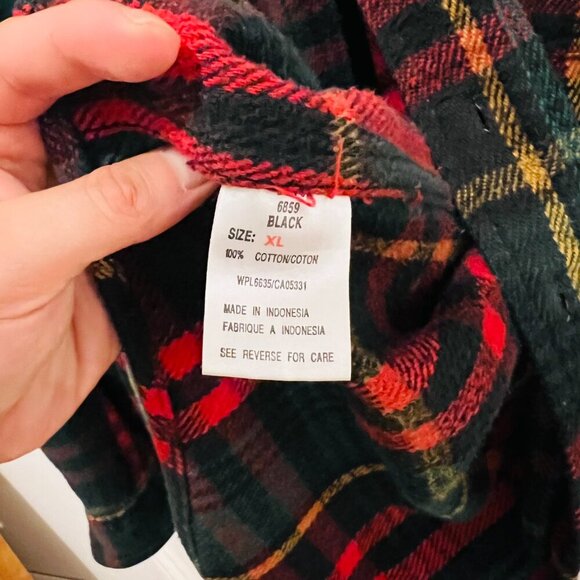 6859
BLACK
SIZE: XL
100% COTTON/COTON
WPL6635/CA05331
MADE IN INDONESIA
FABRIQUE A INDONESIA
SEE REVERSE FOR CARE